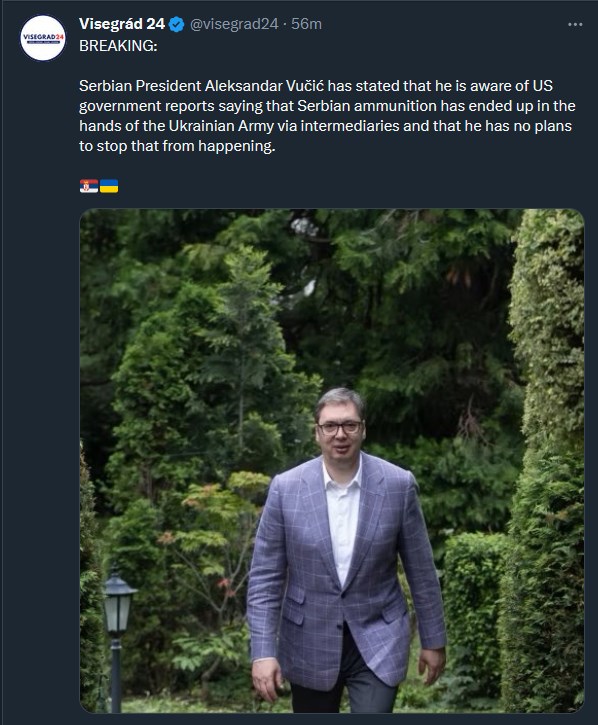 VISEGRAD24
Visegrád 24 @visegrad24 · 56m
BREAKING:
Serbian President Aleksandar Vučić has stated that he is aware of US
government reports saying that Serbian ammunition has ended up in the
hands of the Ukrainian Army via intermediaries and that he has no plans
to stop that from happening.